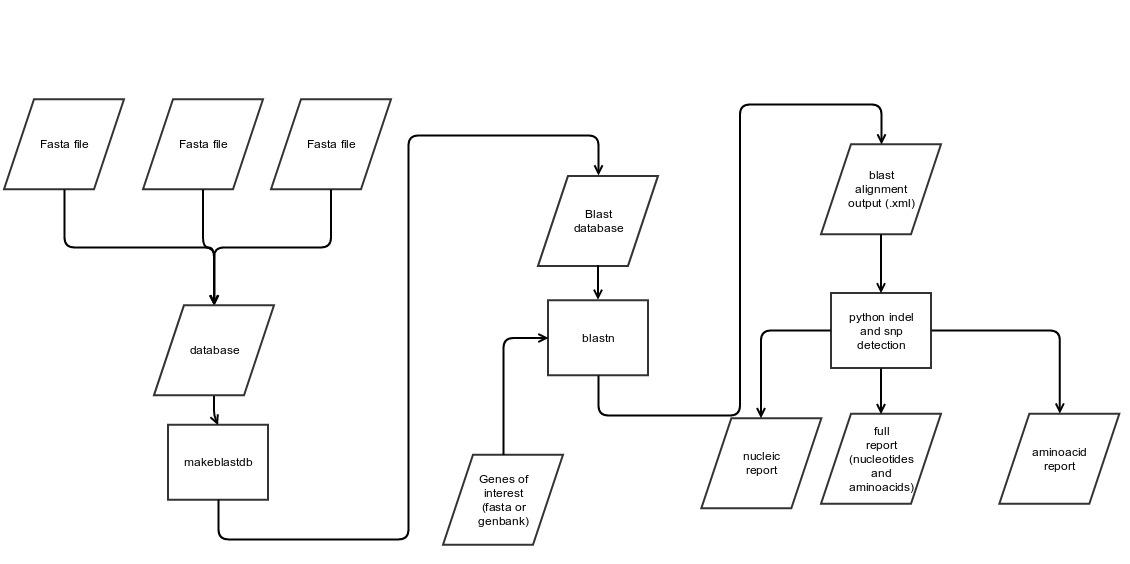 Fasta file
Fasta file
Fasta file
database
makeblastdb
Blast
database
blastn
Genes of
interest
(fasta or
genbank)
blast
alignment
output (.xml)
python indel
and snp
detection
nucleic
report
full
report
(nucleotides
and
aminoacids)
aminoacid
report